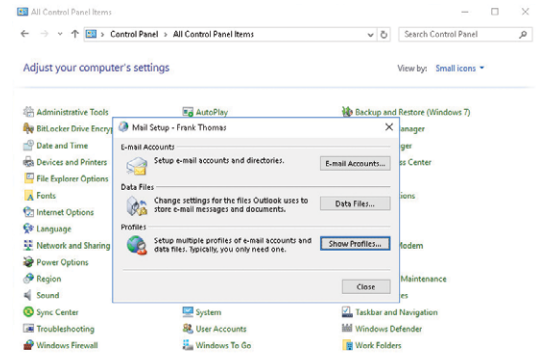 All Control Panel Items
Control Panel > All Control Panel Items
Search Control Panel
Adjust your computer's settings
View by: Small icons
Administrative Tools
AutoPlay
Backup and Restore (Windows 7)
BitLocker Drive Encryp
anager
Date and Time
ger
Devices and Printers
ss Center
File Explorer Options
Fonts
ions
Internet Options
Language
Network and Sharing
Modem
Power Options
Region
Maintenance
Sound
es
Sync Center
System
Taskbar and Navigation
Troubleshooting
User Accounts
Windows Defender
Windows Firewall
Windows To Go
Work Folders
Mail Setup - Frank Thomas
E-mail Accounts
Setup e-mail accounts and directories.
E-mail Accounts...
Data Files
Change settings for the files Outlook uses to
store e-mail messages and documents.
Data Files...
Profiles
Setup multiple profiles of e-mail accounts and
data files. Typically, you only need one.
Show Profiles...
Close